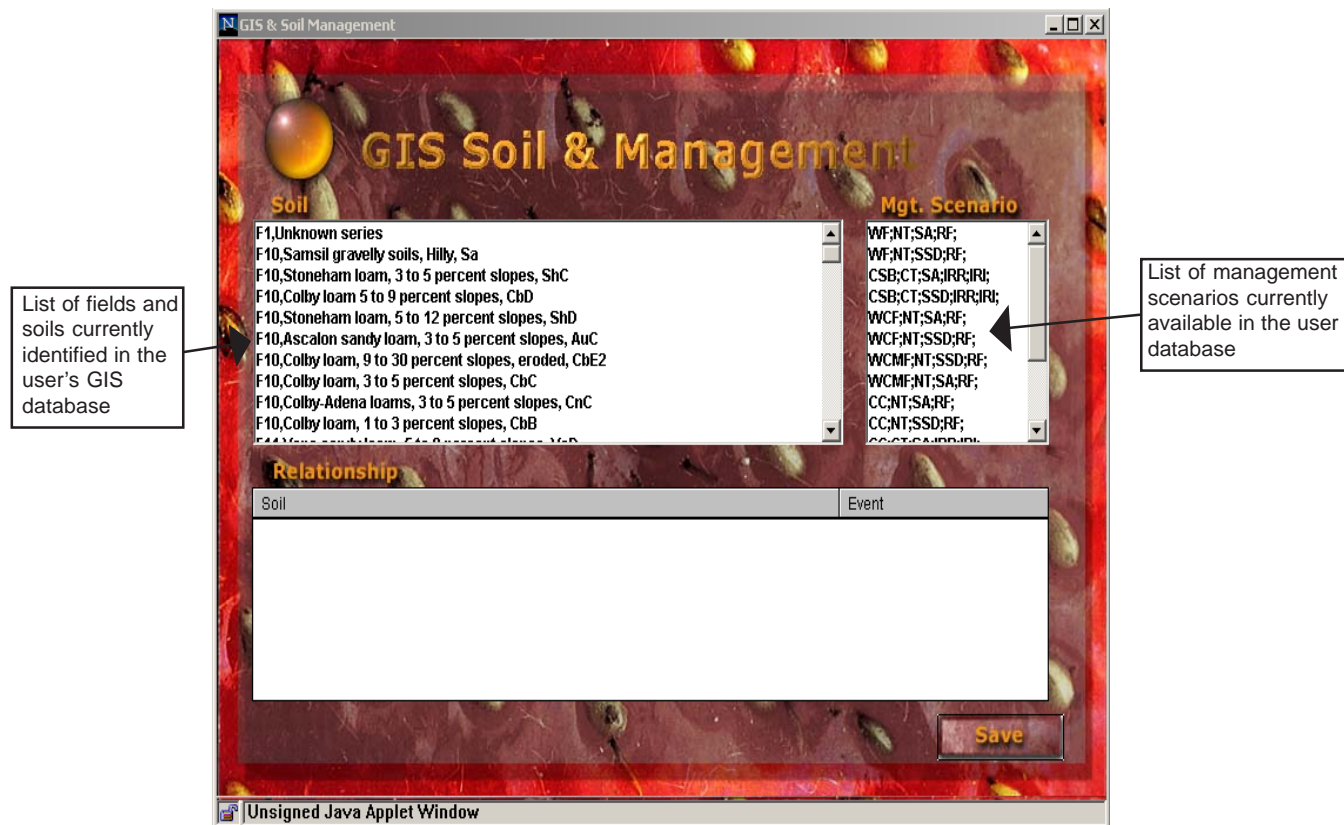 GIS & Soil Management
GIS Soil & Management
Soil
Mgt. Scenario
F1,Unknown series
F10,Samsil gravelly soils, Hilly, Sa
F10,Stoneham loam, 3 to 5 percent slopes, ShC
F10,Colby loam 5 to 9 percent slopes, CbD
F10,Stoneham loam, 5 to 12 percent slopes, ShD
F10,Ascalon sandy loam, 3 to 5 percent slopes, AuC
F10,Colby loam, 9 to 30 percent slopes, eroded, CbE2
F10,Colby loam, 3 to 5 percent slopes, CbC
F10,Colby-Adena loams, 3 to 5 percent slopes, CnC
F10,Colby loam, 1 to 3 percent slopes, CbB
WF;NT;SA;RF;
WF;NT;SSD;RF;
CSB;CT;SA;IRR;IRI;
CSB;CT;SSD;IRR;IRI;
WCF;NT;SA;RF;
WCF;NT;SSD;RF;
WCMF;NT;SSD;RF;
WCMF;NT;SA;RF;
CC;NT;SA;RF;
CC;NT;SSD;RF;
CC;CT;SA;IRR;IRI;
List of fields and
soils currently
identified in the
user's GIS
database
List of management
scenarios currently
available in the user
database
Relationship
Soil
Event
Save
Unsigned Java Applet Window